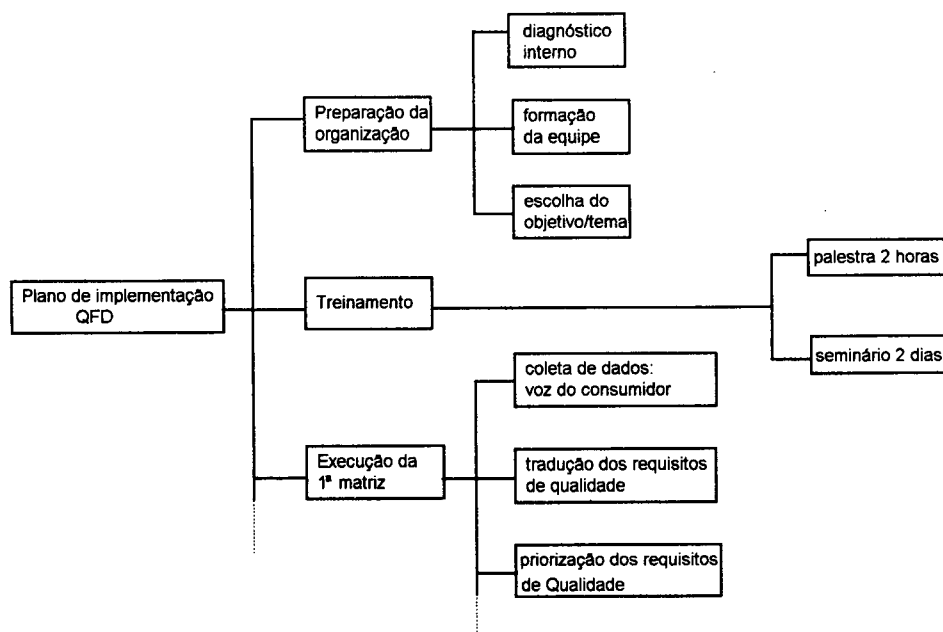 diagnóstico
interno
Preparação da
organização
formação
da equipe
escolha do
objetivo/tema
palestra 2 horas
Plano de implementação
QFD
Treinamento
seminário 2 dias
coleta de dados:
voz do consumidor
Execução da
1ª matriz
tradução dos requisitos
de qualidade
priorização dos requisitos
de Qualidade